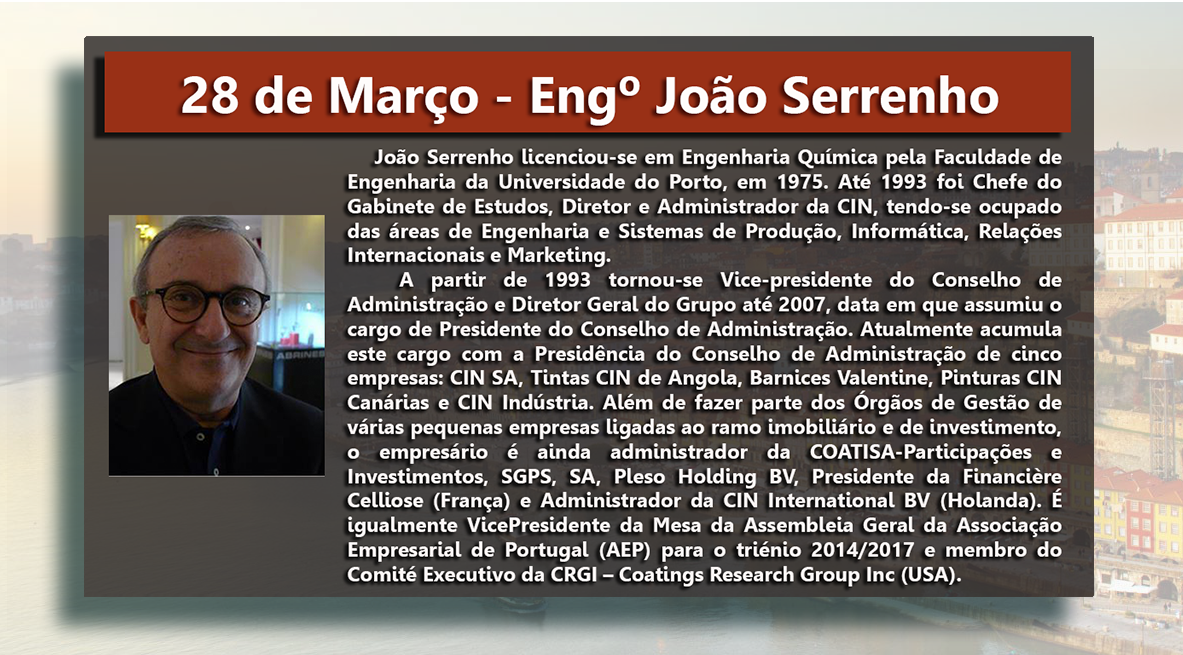 28 de Março - Engº João Serrenho
João Serrenho licenciou-se em Engenharia Química pela Faculdade de
Engenharia da Universidade do Porto, em 1975. Até 1993 foi Chefe do
Gabinete de Estudos, Diretor e Administrador da CIN, tendo-se ocupado
das áreas de Engenharia e Sistemas de Produção, Informática, Relações
Internacionais e Marketing.
A partir de 1993 tornou-se Vice-presidente do Conselho de
Administração e Diretor Geral do Grupo até 2007, data em que assumiu o
cargo de Presidente do Conselho de Administração. Atualmente acumula
este cargo com a Presidência do Conselho de Administração de cinco
empresas: CIN SA, Tintas CIN de Angola, Barnices Valentine, Pinturas CIN
Canárias e CIN Indústria. Além de fazer parte dos Órgãos de Gestão de
várias pequenas empresas ligadas ao ramo imobiliário e de investimento,
o empresário é ainda administrador da COATISA-Participações e
Investimentos, SGPS, SA, Pleso Holding BV, Presidente da Financière
Celliose (França) e Administrador da CIN International BV (Holanda). É
igualmente VicePresidente da Mesa da Assembleia Geral da Associação
Empresarial de Portugal (AEP) para o triénio 2014/2017 e membro do
Comité Executivo da CRGI – Coatings Research Group Inc (USA).
ABRINES